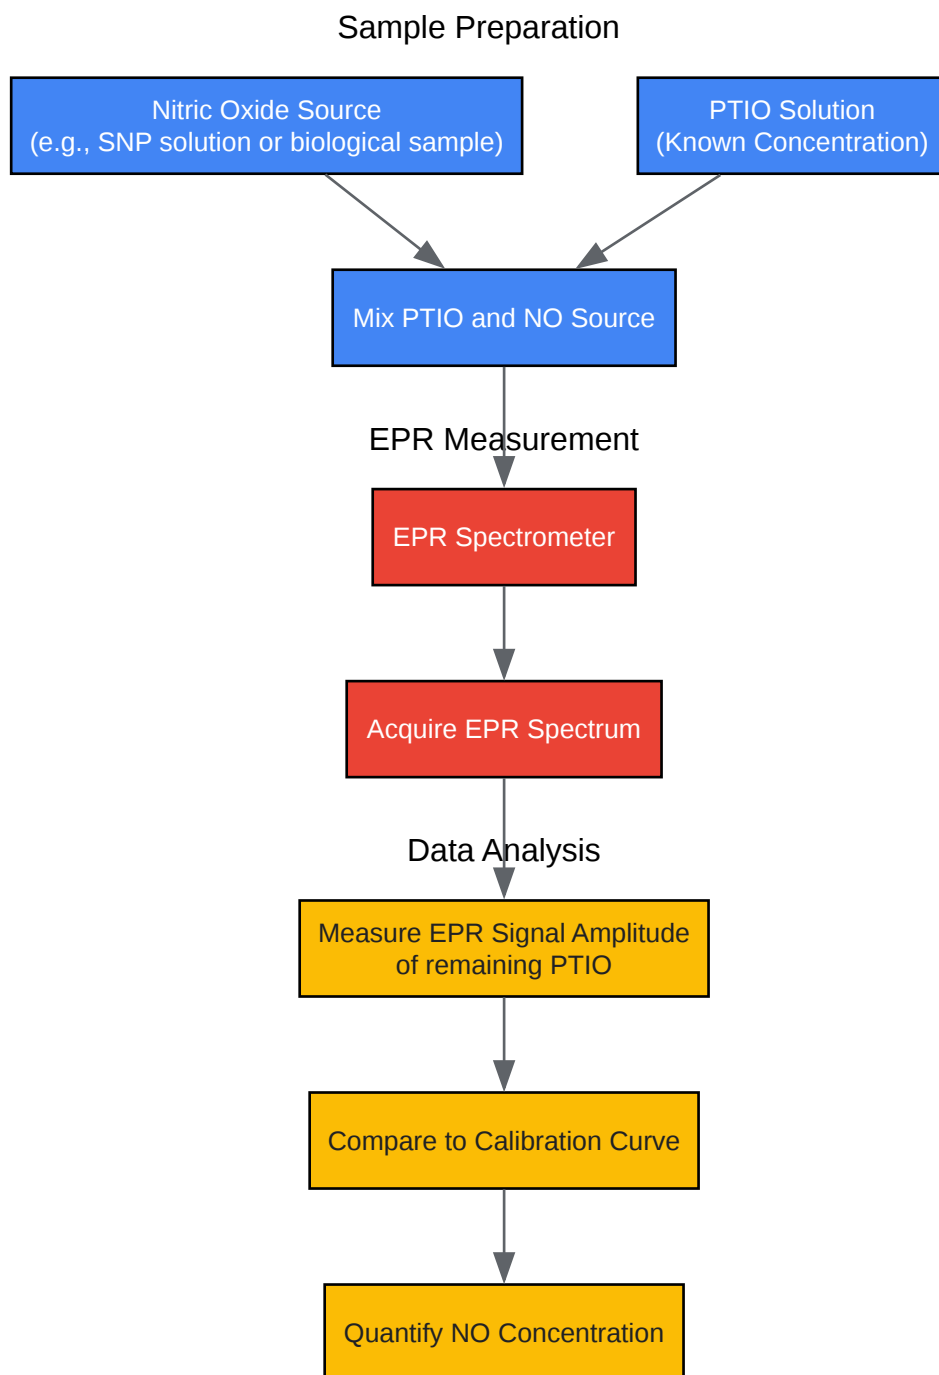 Sample Preparation
Nitric Oxide Source
(e.g., SNP solution or biological sample)
PTIO Solution
(Known Concentration)
Mix PTIO and NO Source
EPR Measurement
EPR Spectrometer
Acquire EPR Spectrum
Data Analysis
Measure EPR Signal Amplitude
of remaining PTIO
Compare to Calibration Curve
Quantify NO Concentration